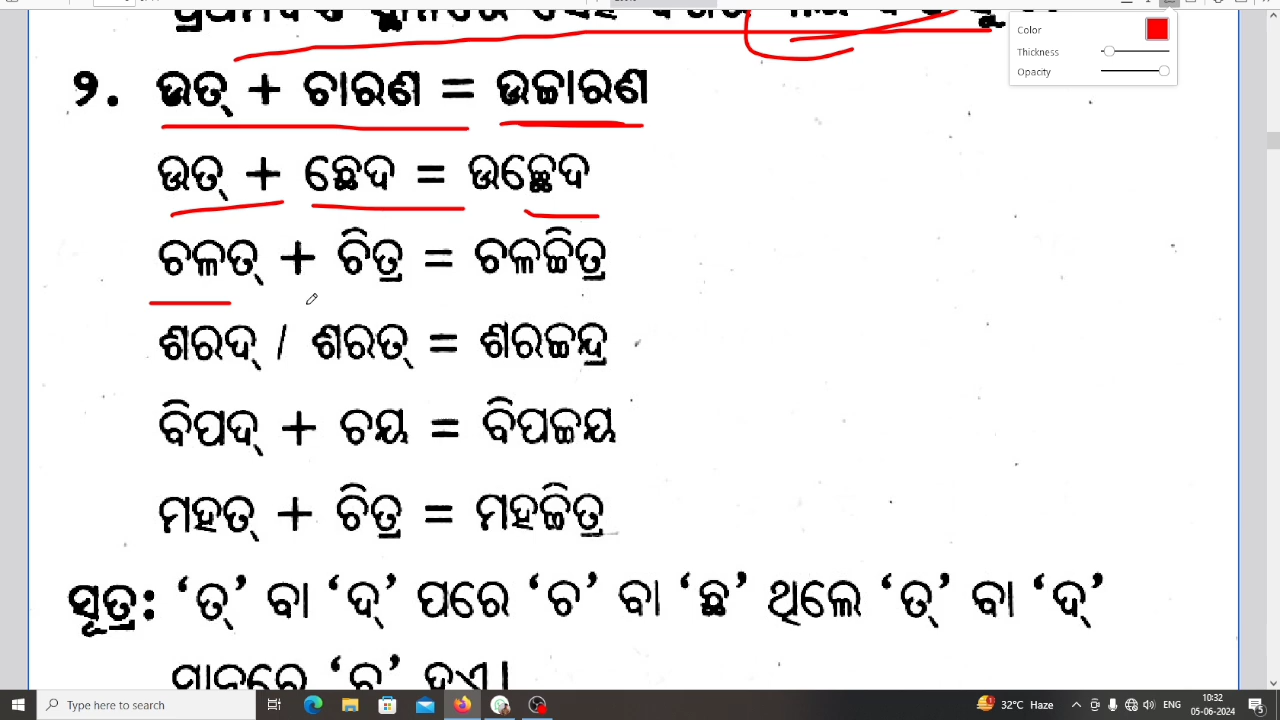 Color
Thickness
Opacity
୨. ଉତ୍ + ଚାରଣ = ଉଚ୍ଚାରଣ
ଉତ୍ + ଛେଦ = ଉଚ୍ଛେଦ
ଚଳତ୍ + ଚିତ୍ର = ଚଳଚ୍ଚିତ୍ର
ଶରଦ୍ / ଶରତ୍ = ଶରଚ୍ଚନ୍ଦ୍ର
ବିପଦ୍ + ଚୟ = ବିପଚ୍ଚୟ
ମହତ୍ + ଚିତ୍ର = ମହଚ୍ଚିତ୍ର
ସୂତ୍ର: ‘ତ୍’ ବା ‘ଦ୍’ ପରେ ‘ଚ’ ବା ‘ଛ’ ଥିଲେ ‘ତ୍’ ବା ‘ଦ୍’
Type here to search
32°C Haze
ENG
10:32
05-06-2024
5